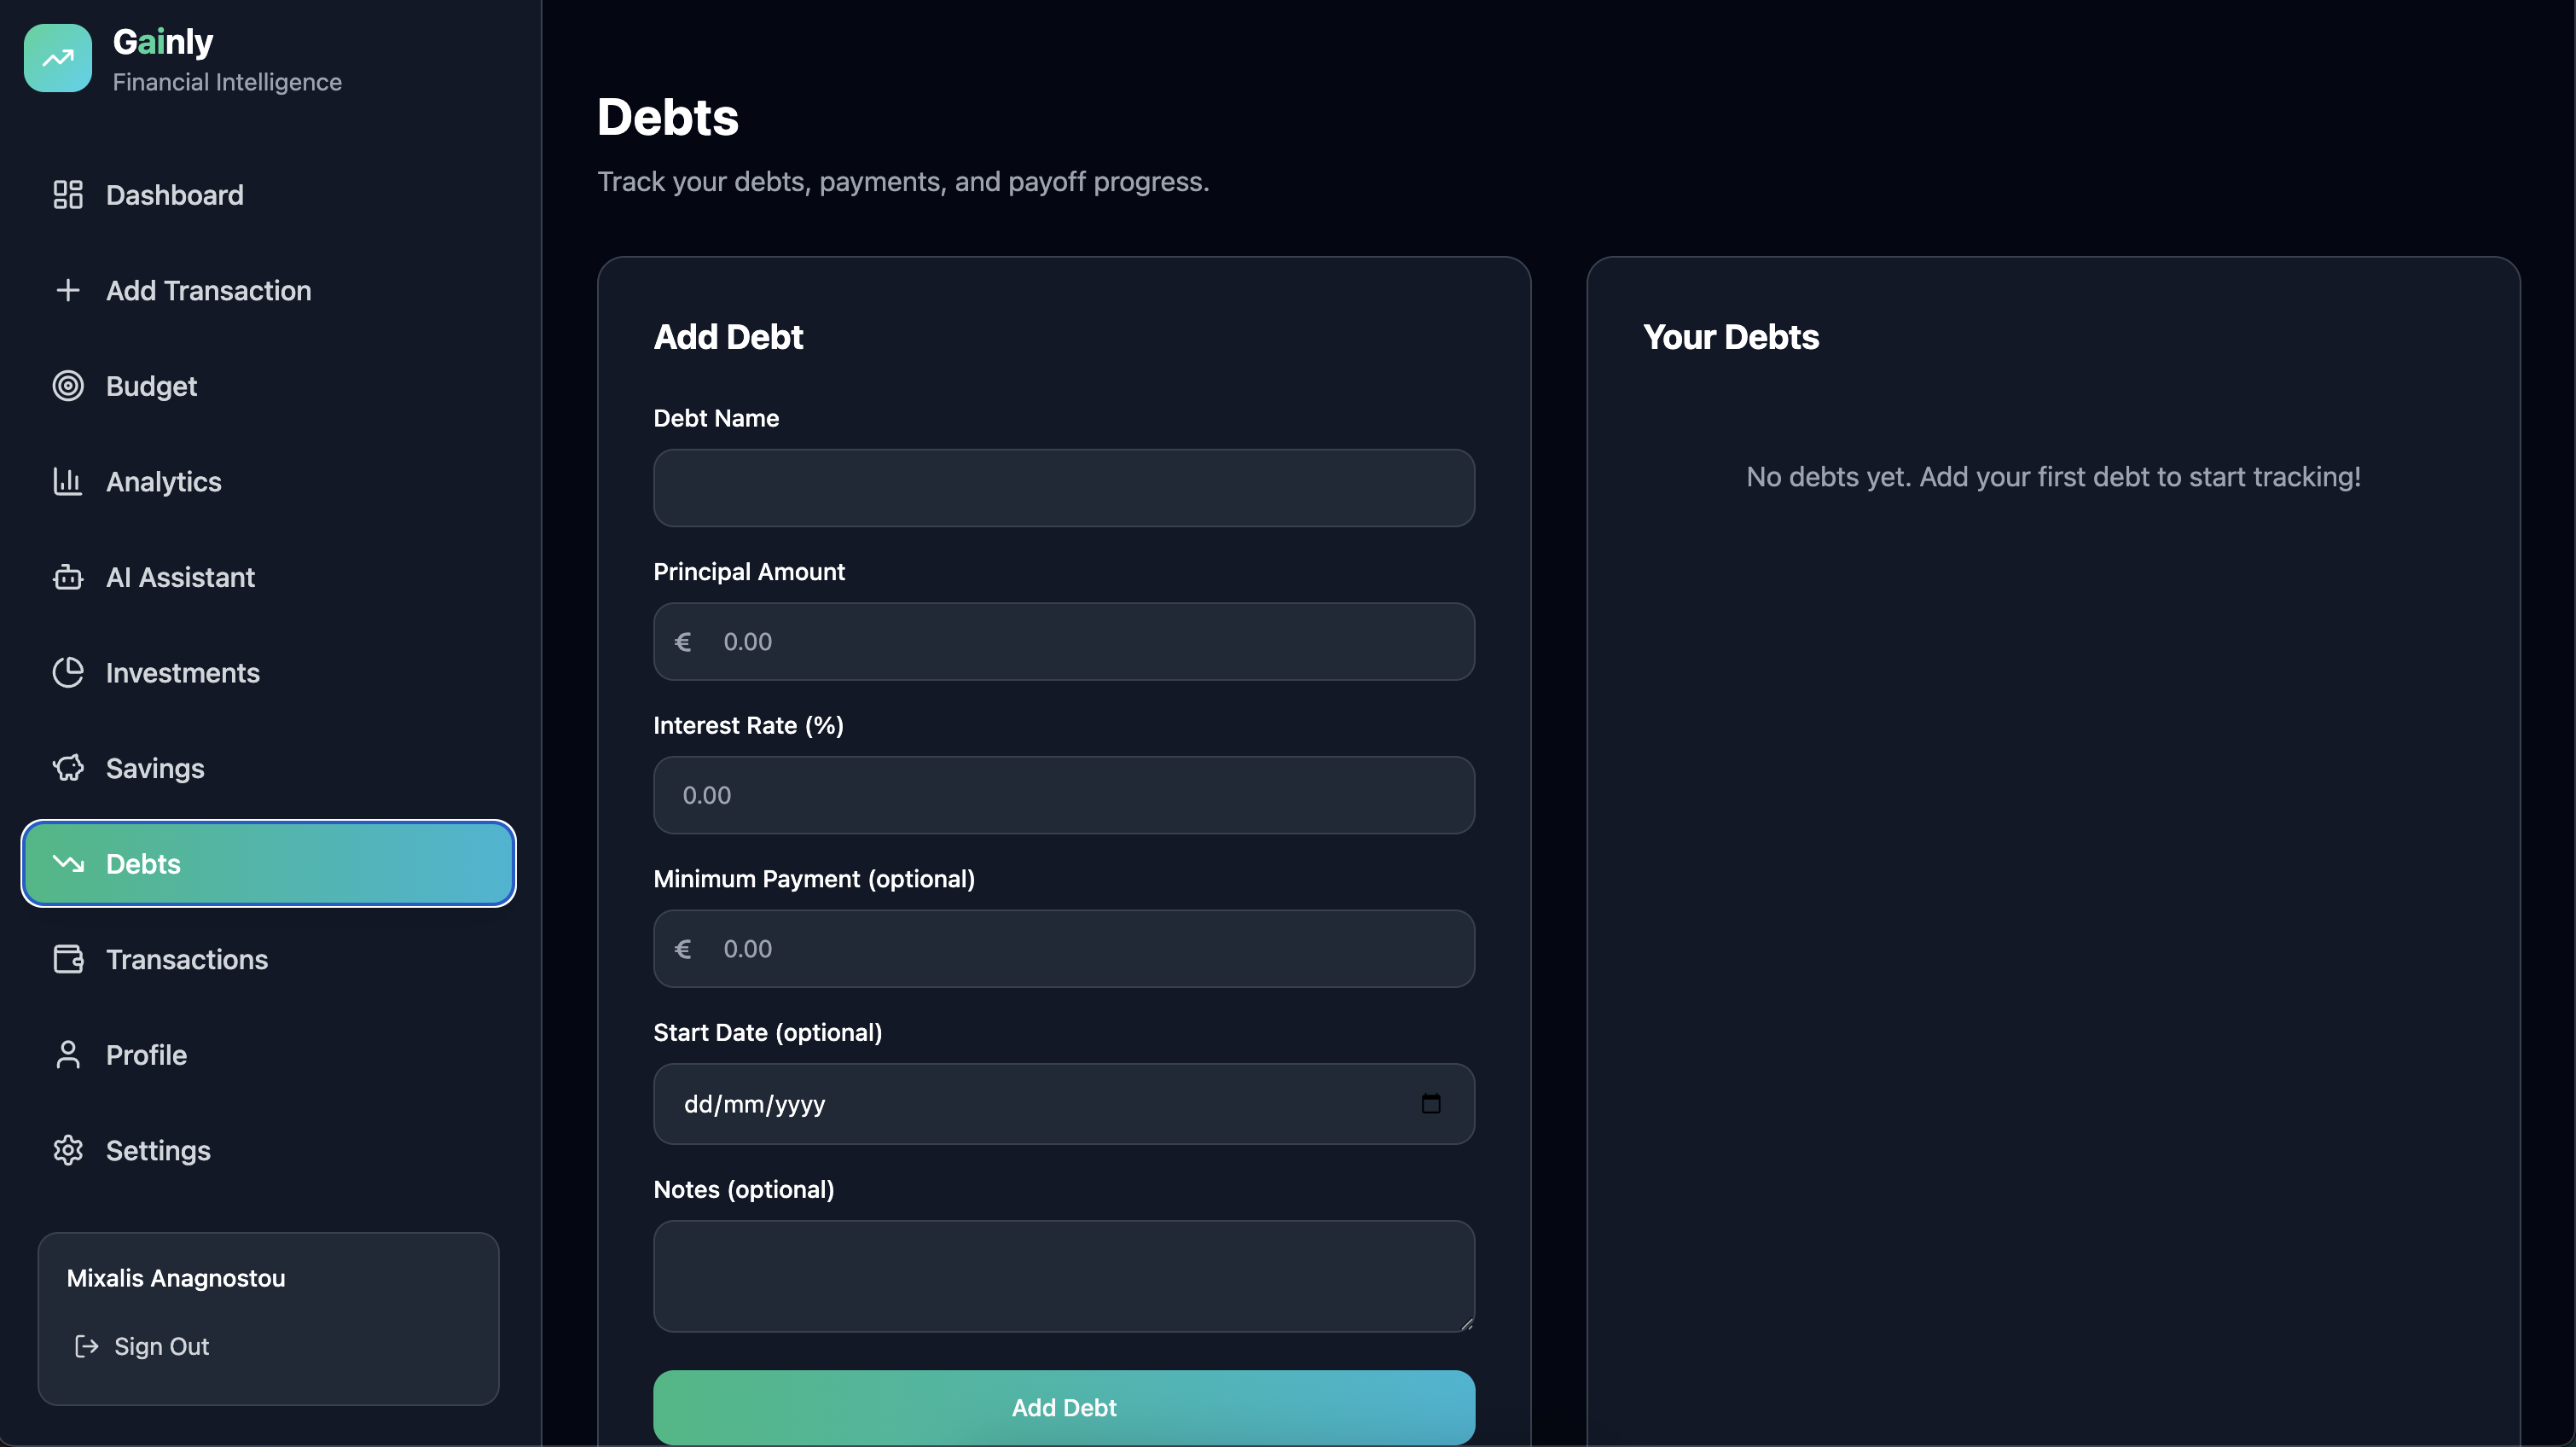 Gainly
Financial Intelligence
Dashboard
Add Transaction
Budget
Analytics
AI Assistant
Investments
Savings
Debts
Transactions
Profile
Settings
Mixalis Anagnostou
Sign Out
Debts
Track your debts, payments, and payoff progress.
Add Debt
Debt Name
Principal Amount
€ 0.00
Interest Rate (%)
0.00
Minimum Payment (optional)
€ 0.00
Start Date (optional)
dd/mm/yyyy
Notes (optional)
Add Debt
Your Debts
No debts yet. Add your first debt to start tracking!